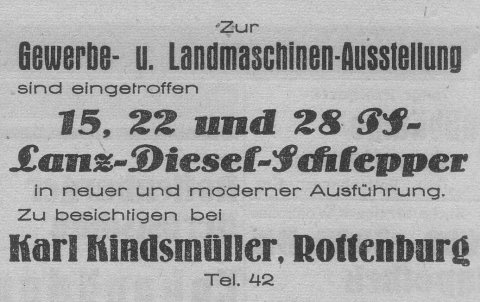 Zur
Gewerbe- u. Landmaschinen-Ausstellung
sind eingetroffen
15, 22 und 28 PS-
Lanz-Diesel-Schlepper
in neuer und moderner Ausführung.
Zu besichtigen bei
Karl Kindsmüller, Rottenburg
Tel. 42